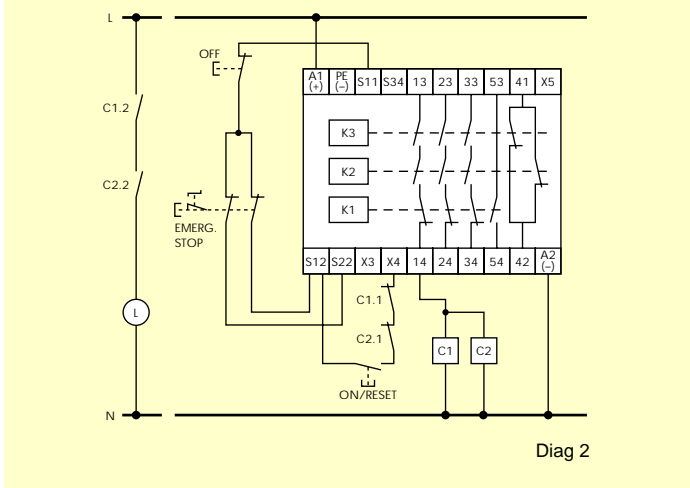 L
OFF
A1 (+)
PE (–)
S11
S34
13
23
33
53
41
X5
C1.2
K3
K2
C2.2
K1
EMERG.
STOP
S12
S22
X3
X4
14
24
34
54
42
A2 (–)
C1.1
L
C2.1
C1
C2
ON/RESET
N
Diag 2